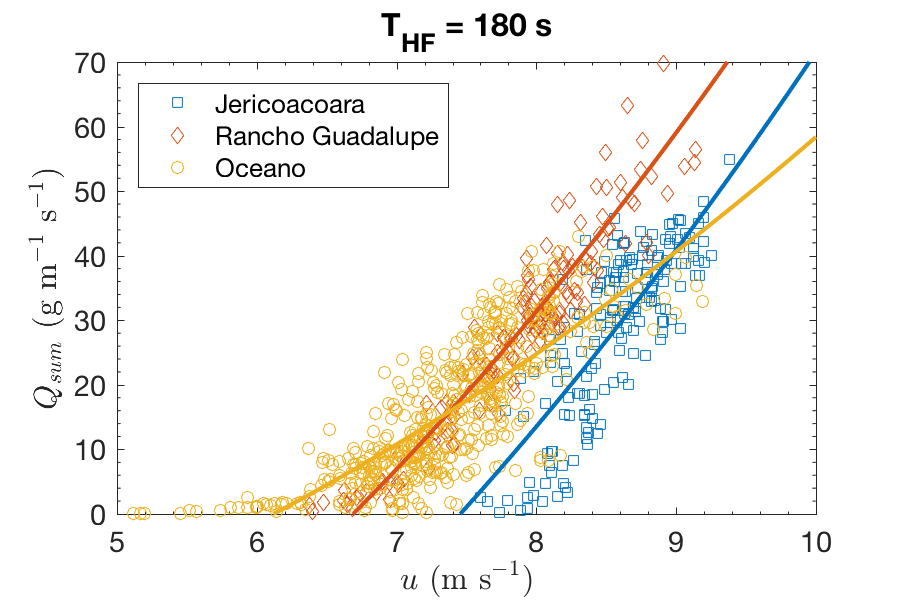 T_HF = 180 s
70
60
50
40
30
20
10
0
Jericoacoara
Rancho Guadalupe
Oceano
Q_sum (g m⁻¹ s⁻¹)
5 6 7 8 9 10
u (m s⁻¹)